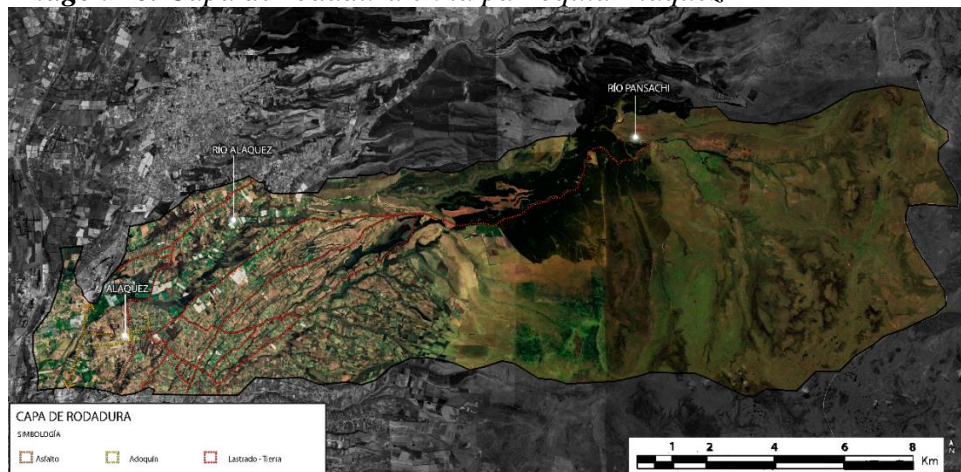 RÍO PANSACHI
RÍO ALAQUEZ
ALAQUEZ
CAPA DE RODADURA
SIMBOLOGÍA
Asfalto Adoquín Lastrado - Tierra
1 2 4 6 8
Km
N